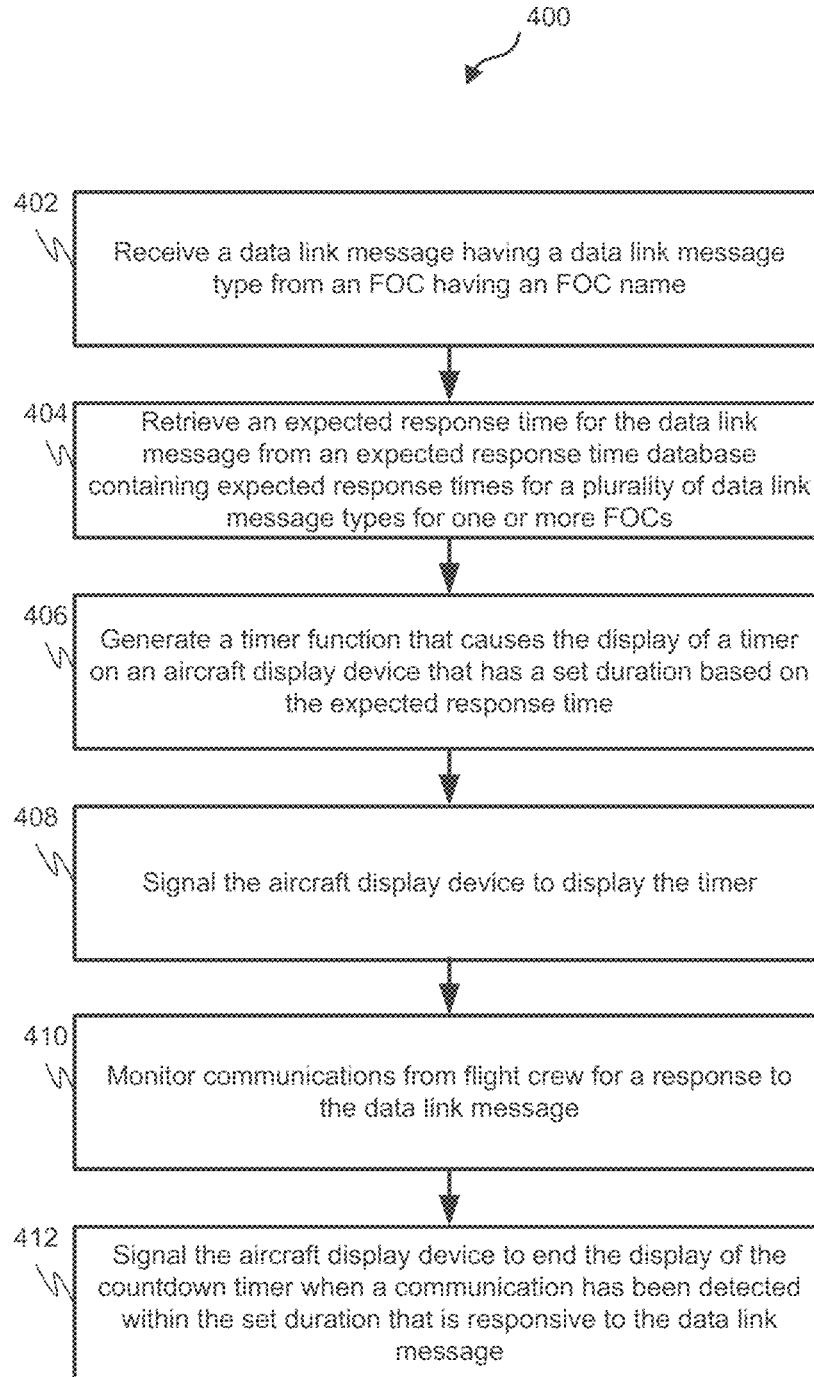 400
402
Receive a data link message having a data link message
type from an FOC having an FOC name
404
Retrieve an expected response time for the data link
message from an expected response time database
containing expected response times for a plurality of data link
message types for one or more FOCs
406
Generate a timer function that causes the display of a timer
on an aircraft display device that has a set duration based on
the expected response time
408
Signal the aircraft display device to display the timer
410
Monitor communications from flight crew for a response to
the data link message
412
Signal the aircraft display device to end the display of the
countdown timer when a communication has been detected
within the set duration that is responsive to the data link
message